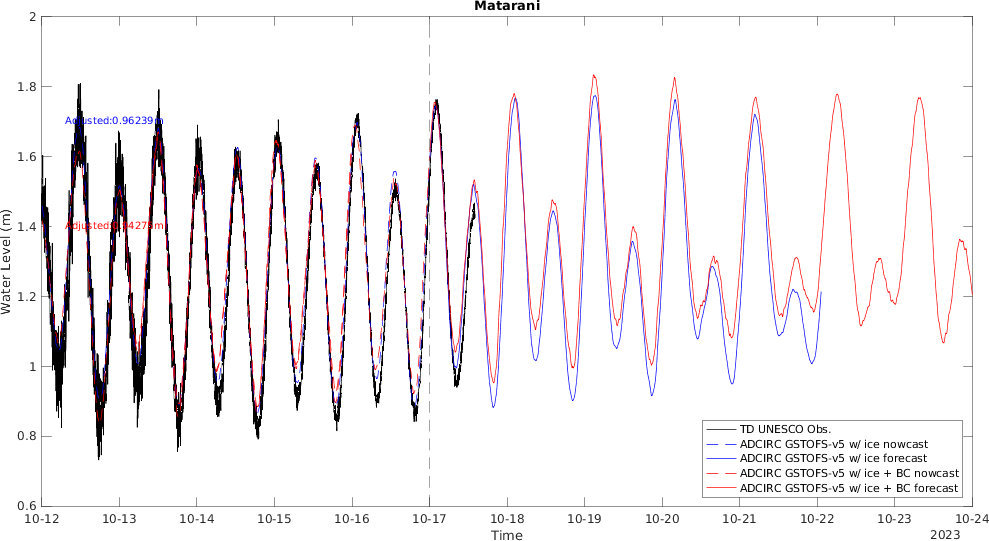 Matarani
Water Level (m)
2
1.8
1.6
1.4
1.2
1
0.8
0.6
Adjusted:0.96239m
10-12
10-13
10-14
10-15
10-16
10-17
10-18
10-19
10-20
10-21
10-22
10-23
10-24
Time
2023
TD UNESCO Obs.
ADCIRC GSTOFS-v5 w/ ice nowcast
ADCIRC GSTOFS-v5 w/ ice forecast
ADCIRC GSTOFS-v5 w/ ice + BC nowcast
ADCIRC GSTOFS-v5 w/ ice + BC forecast